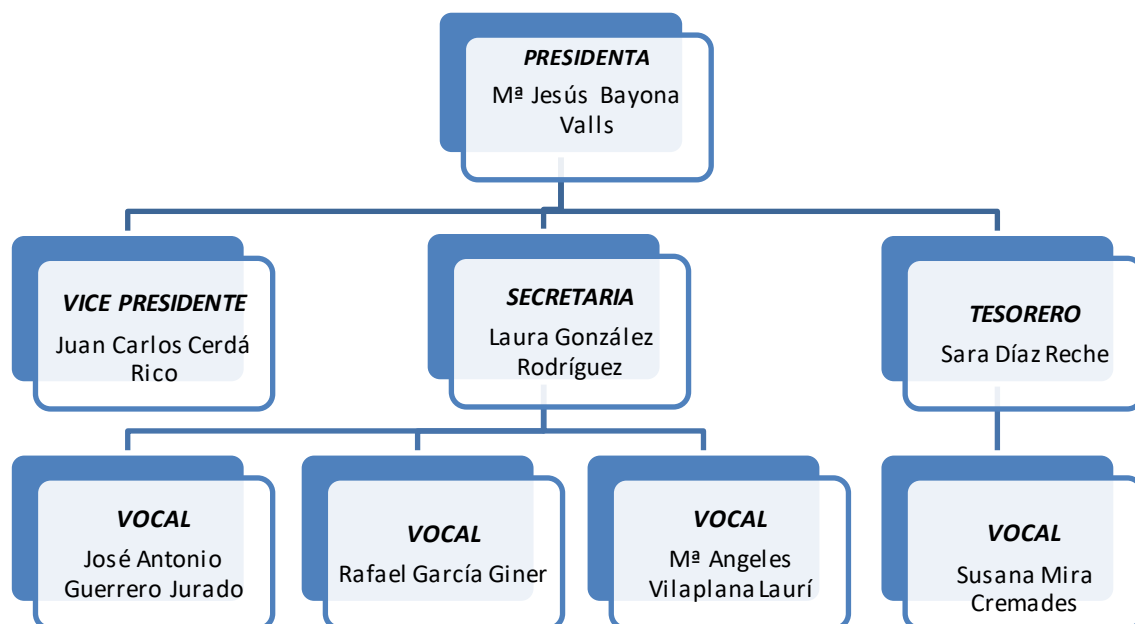 PRESIDENTA
Mª Jesús Bayona
Valls
VICE PRESIDENTE
Juan Carlos Cerdá
Rico
SECRETARIA
Laura González
Rodríguez
TESORERO
Sara Díaz Reche
VOCAL
José Antonio
Guerrero Jurado
VOCAL
Rafael García Giner
VOCAL
Mª Angeles
Vilaplana Laurí
VOCAL
Susana Mira
Cremades